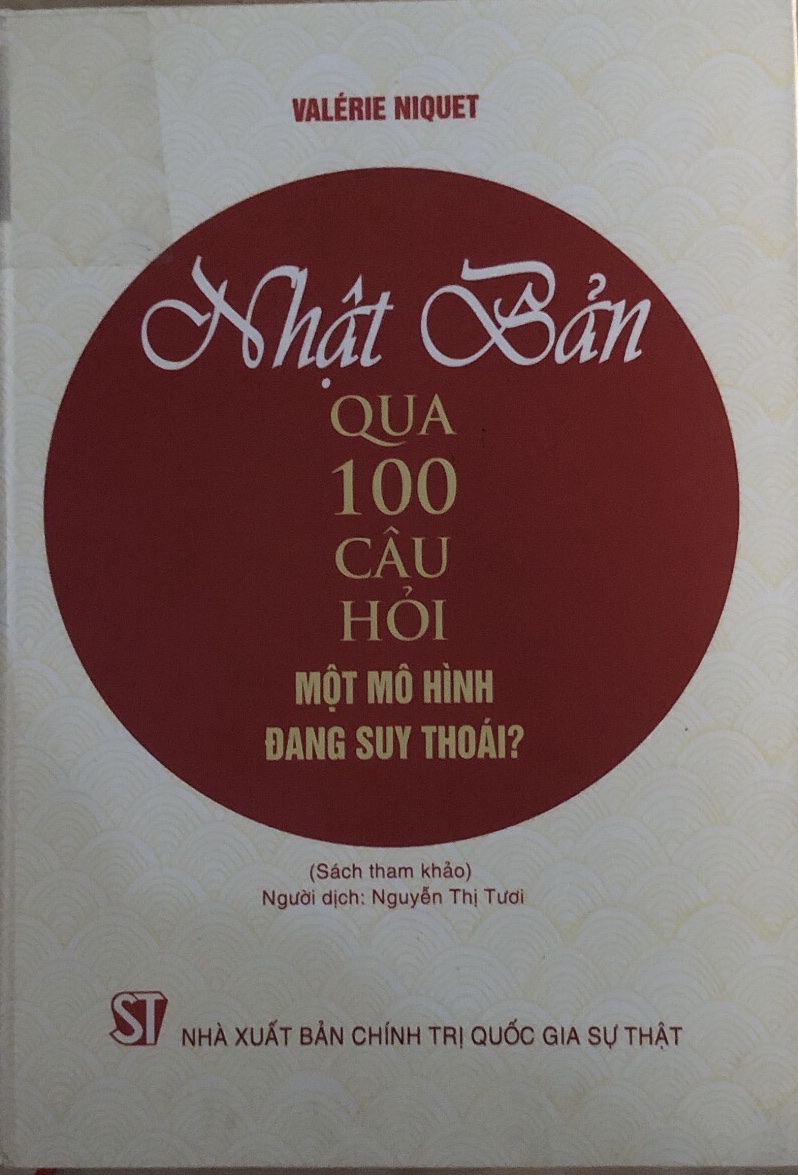 VALÉRIE NIQUET
Nhật Bản
QUA
100
CÂU
HỎI
MỘT MÔ HÌNH
ĐANG SUY THOÁI?
(Sách tham khảo)
Người dịch: Nguyễn Thị Tươi
ST NHÀ XUẤT BẢN CHÍNH TRỊ QUỐC GIA SỰ THẬT